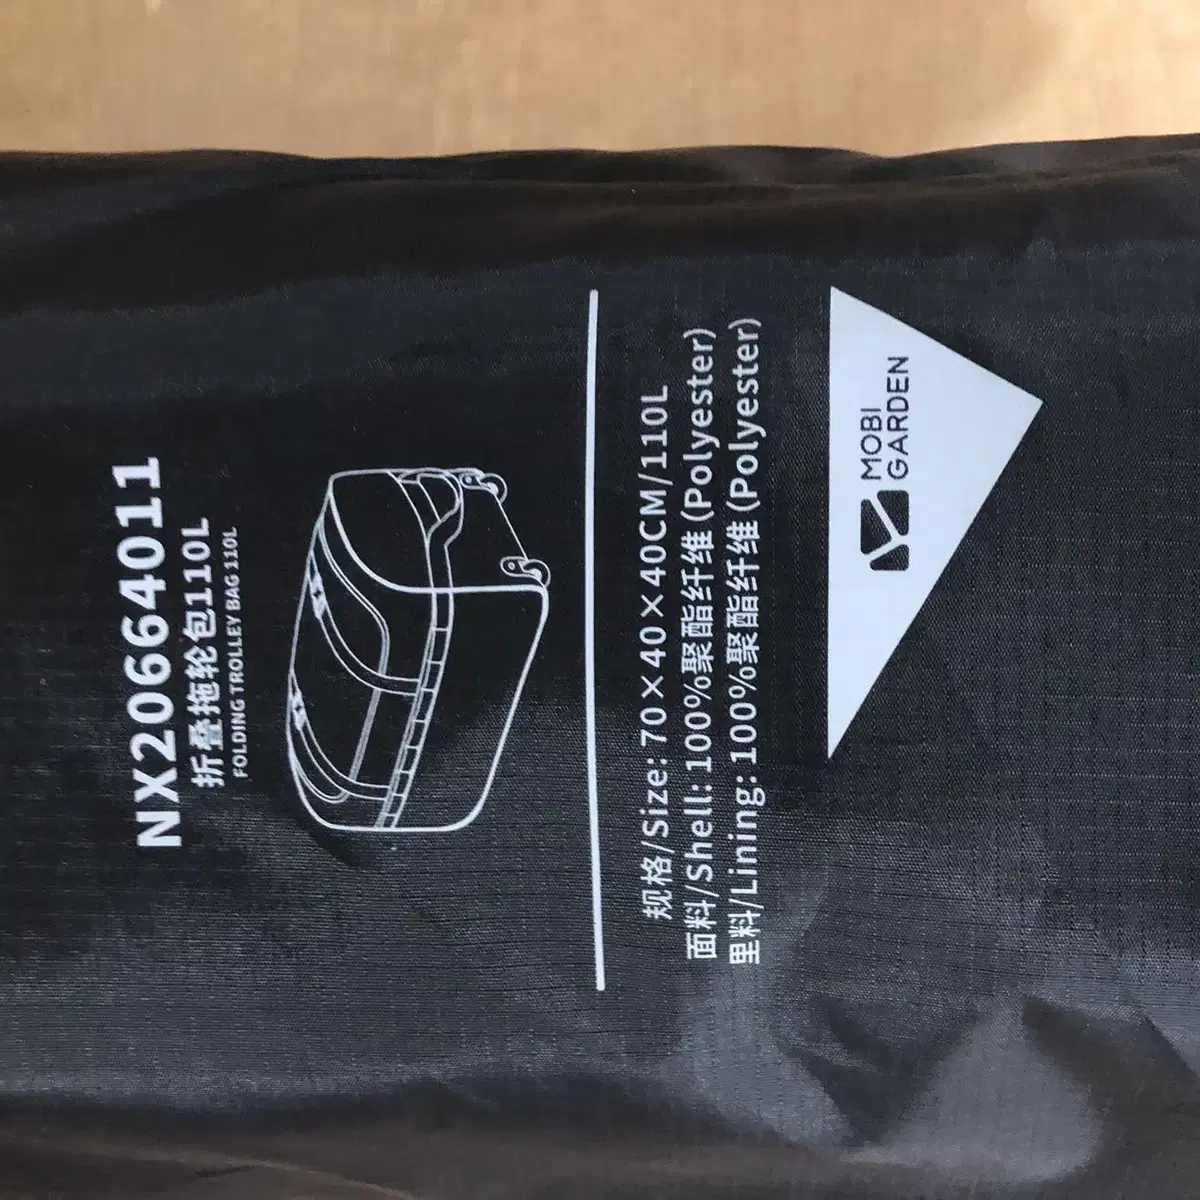 NX20664011
折叠拖轮包110L
FOLDING TROLLEY BAG 110L
规格/Size: 70×40×40CM/110L
面料/Shell: 100%聚酯纤维 (Polyester)
里料/Lining: 100%聚酯纤维 (Polyester)
MOBI
GARDEN